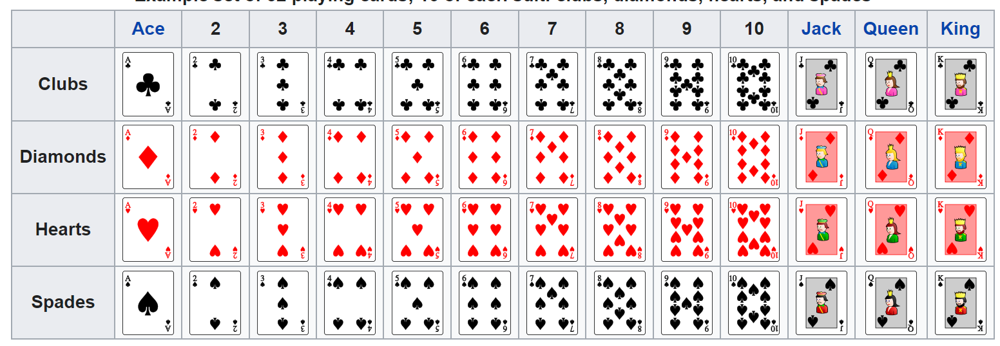 Example set of 52 playing cards; 13 of each suit: clubs, diamonds, hearts, and spades
Ace 2 3 4 5 6 7 8 9 10 Jack Queen King
Clubs
A A 2 2 3 3 4 4 5 5 6 6 7 7 8 8 9 9 10 10 J J Q Q K K
Diamonds
A A 2 2 3 3 4 4 5 5 6 6 7 7 8 8 9 9 10 10 J J Q Q K K
Hearts
A A 2 2 3 3 4 4 5 5 6 6 7 7 8 8 9 9 10 10 J J Q Q K K
Spades
A A 2 2 3 3 4 4 5 5 6 6 7 7 8 8 9 9 10 10 J J Q Q K K